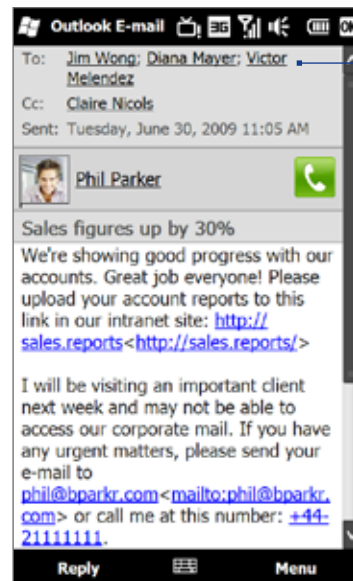 Outlook E-mail 3G OK
To: Jim Wong; Diana Mayer; Victor
Melendez
Cc: Claire Nicols
Sent: Tuesday, June 30, 2009 11:05 AM
Phil Parker
Sales figures up by 30%
We're showing good progress with our
accounts. Great job everyone! Please
upload your account reports to this
link in our intranet site: http://
sales.reports<http://sales.reports/>
I will be visiting an important client
next week and may not be able to
access our corporate mail. If you have
any urgent matters, please send your
e-mail to
phil@bparkr.com<mailto:phil@bparkr.
com> or call me at this number: +44-
21111111.
Reply Menu